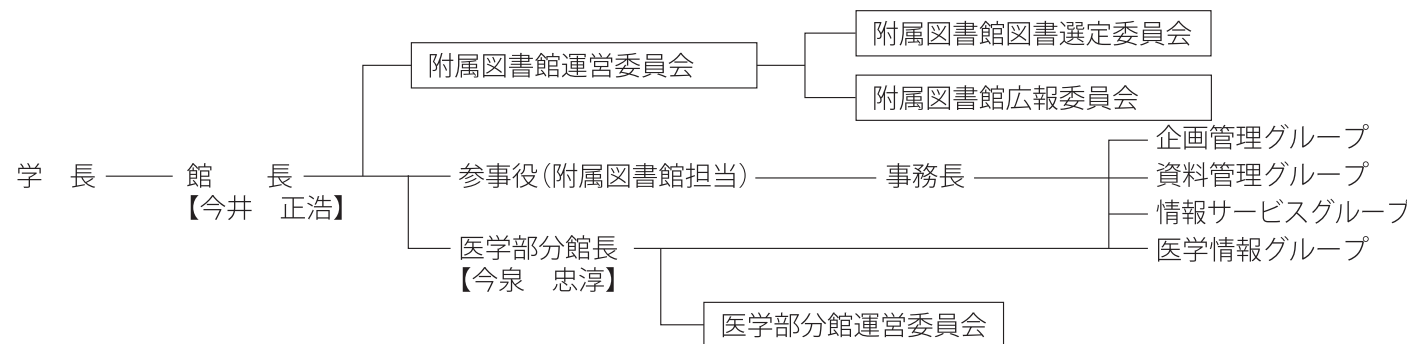 附属図書館図書選定委員会
附属図書館運営委員会
附属図書館広報委員会
企画管理グループ
学　長
館　　長
参事役(附属図書館担当)
事務長
資料管理グループ
【今井　正浩】
情報サービスグループ
医学部分館長
医学情報グループ
【今泉　忠淳】
医学部分館運営委員会